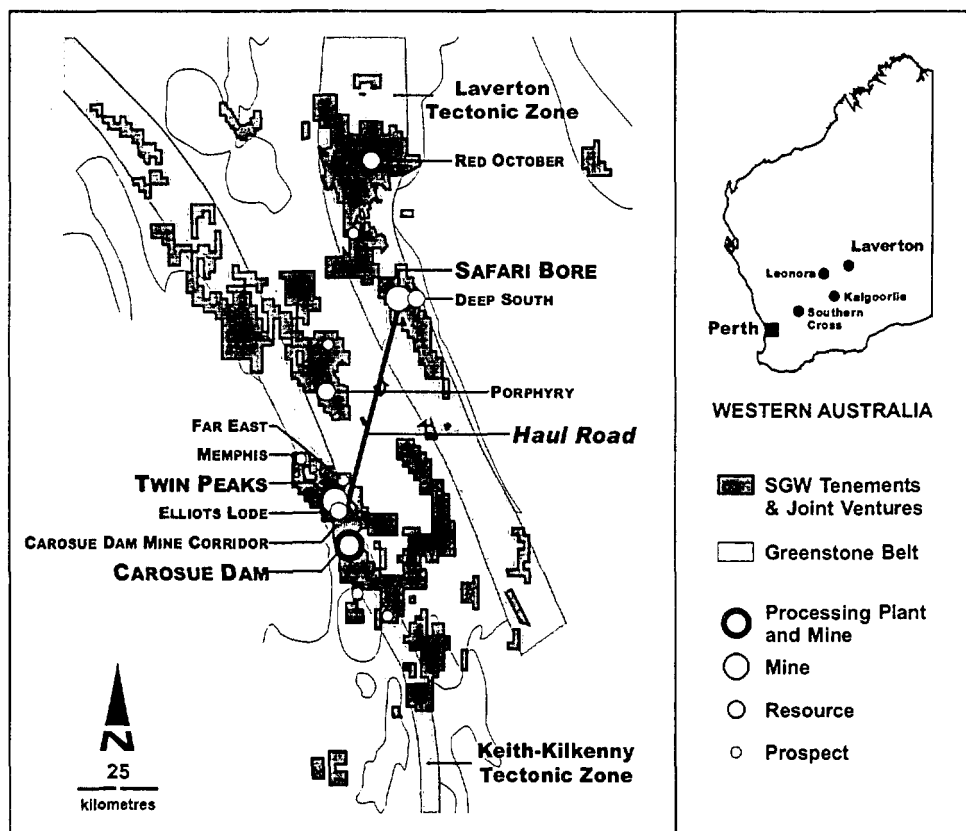 Laverton
Tectonic Zone
RED OCTOBER
SAFARI BORE
DEEP SOUTH
PORPHYRY
FAR EAST
Haul Road
MEMPHIS
TWIN PEAKS
ELLIOTS LODE
CAROSUE DAM MINE CORRIDOR
CAROSUE DAM
N
25
kilometres
Keith-Kilkenny
Tectonic Zone
Laverton
Leonora
Kalgoorlie
Southern
Cross
Perth
WESTERN AUSTRALIA
SGW Tenements
& Joint Ventures
Greenstone Belt
Processing Plant
and Mine
Mine
Resource
Prospect